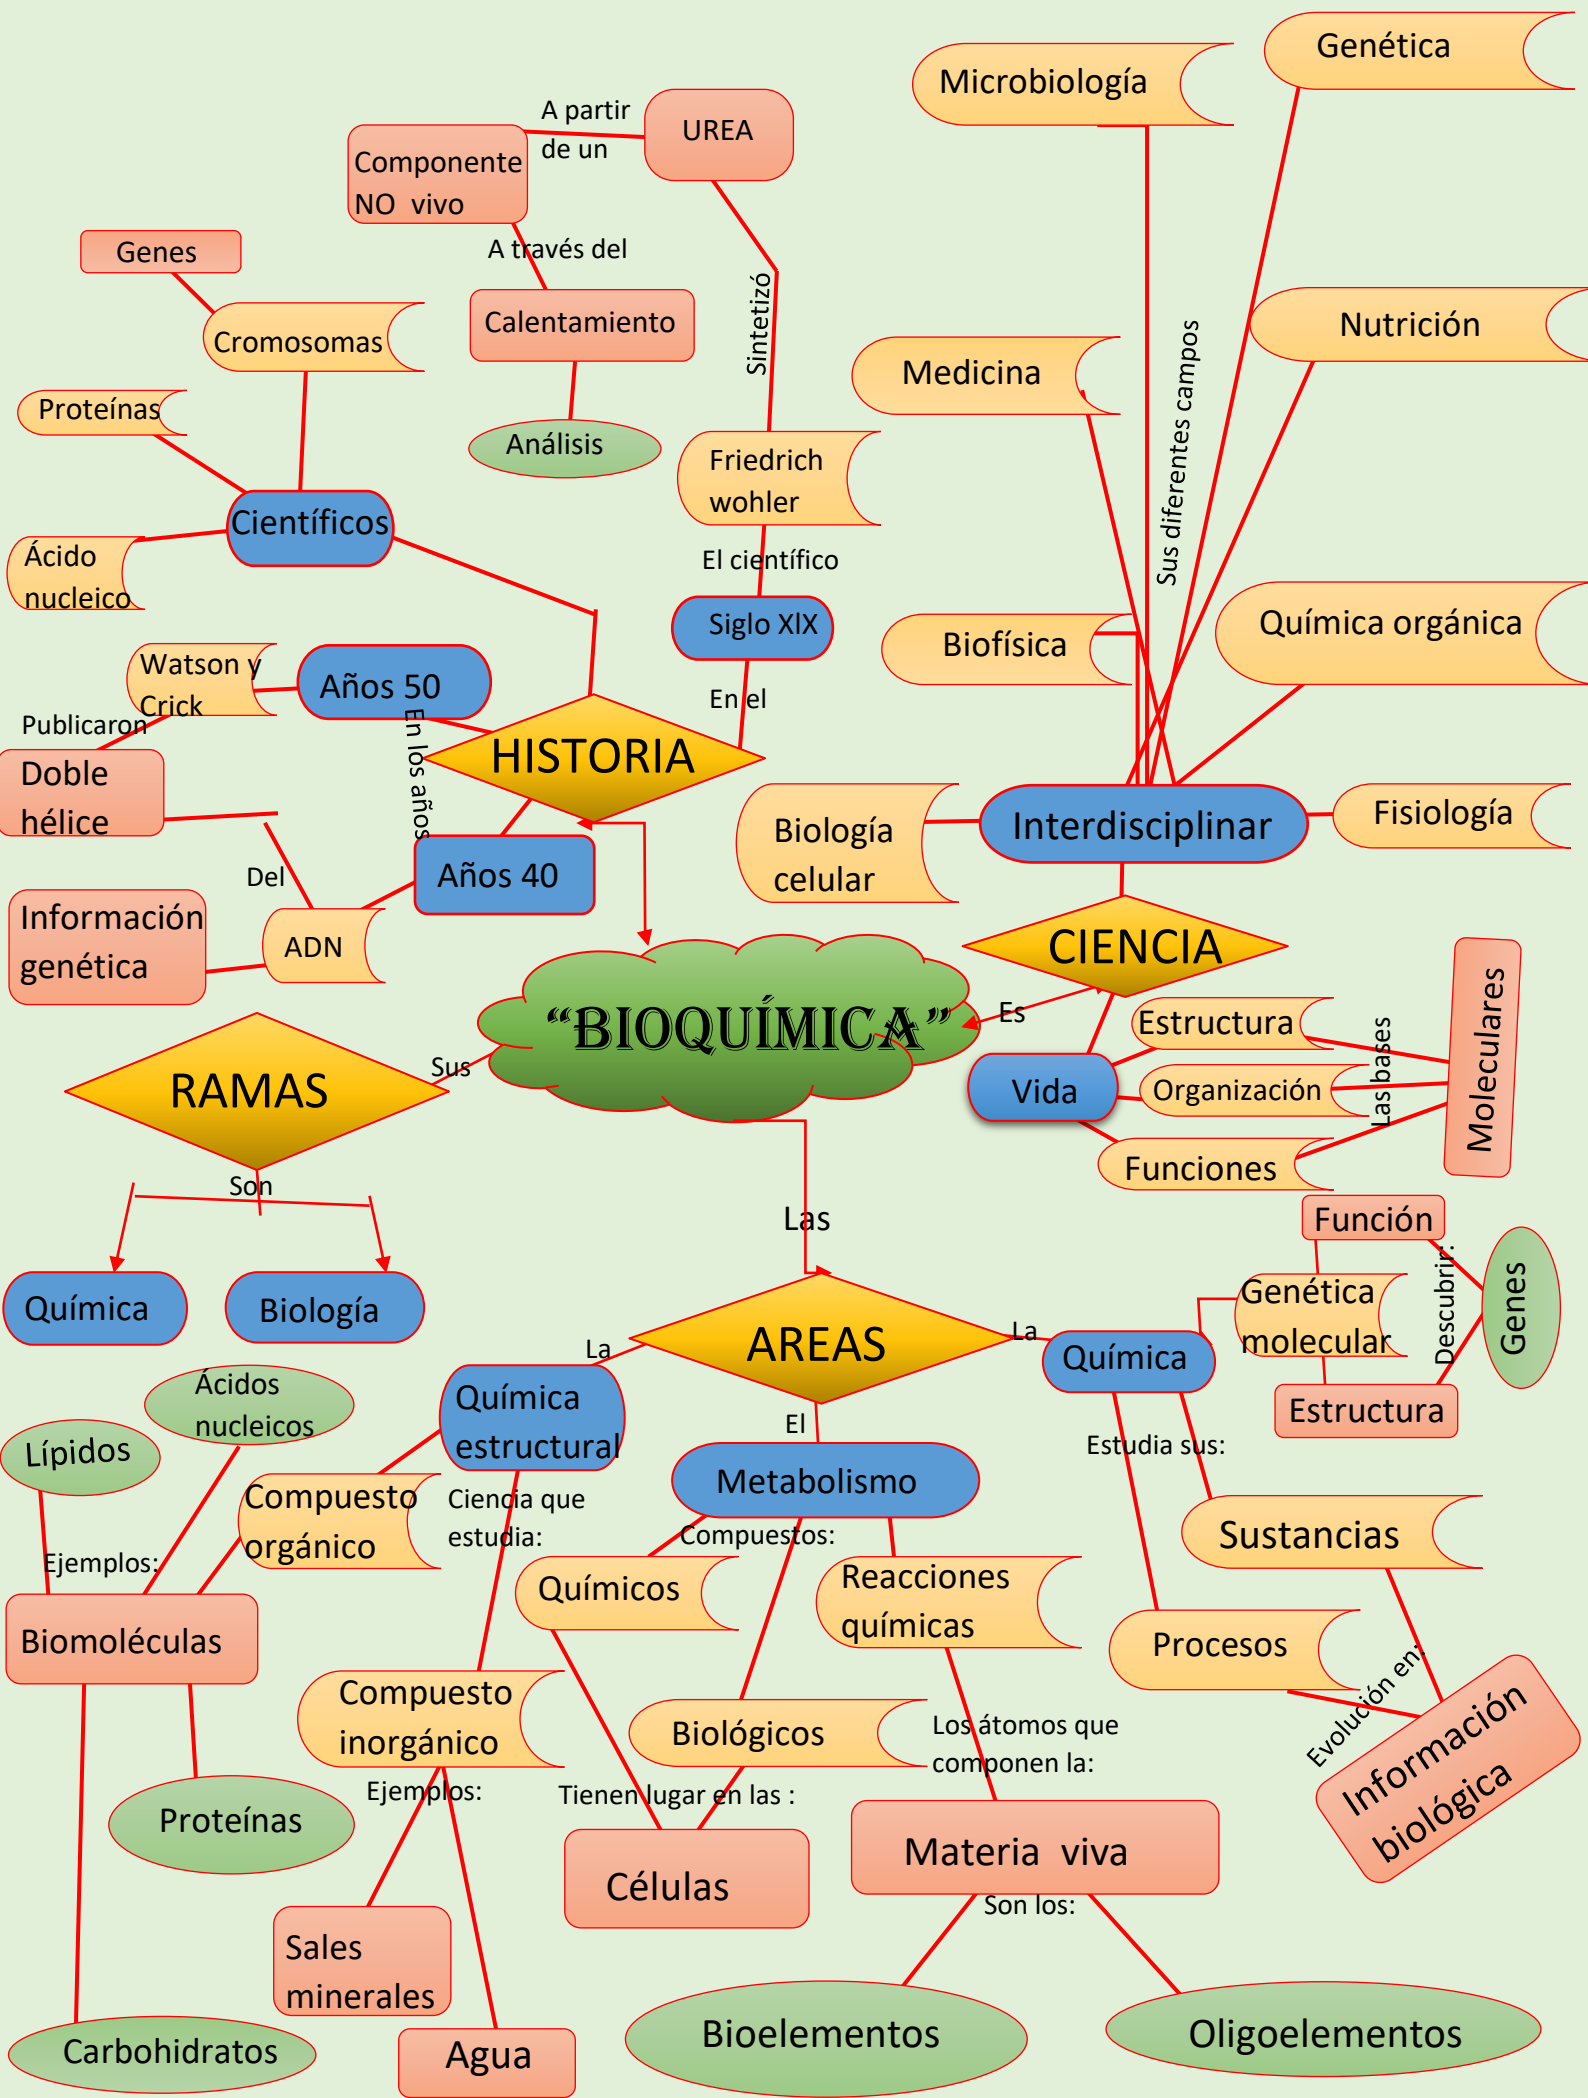 Genética
Microbiología
A partir
de un
UREA
Componente
NO  vivo
A través del
Genes
Cromosomas
Calentamiento
Sintetizó
Nutrición
Medicina
Sus diferentes campos
Proteínas
Análisis
Friedrich
wohler
Científicos
El científico
Ácido
nucleico
Siglo XlX
Química orgánica
Biofísica
Watson y
Crick
Años 50
En el
Publicaron
En los años
HISTORIA
Doble
hélice
Interdisciplinar
Fisiología
Biología
celular
Años 40
Del
Información
genética
ADN
CIENCIA
Moleculares
“BIOQUÍMICA”
Es
Estructura
Las bases
Sus
RAMAS
Vida
Organización
Funciones
Son
Las
Función
Descubrir:
Genes
Química
Biología
Genética
molecular
La
AREAS
La
Química
Estructura
Ácidos
nucleicos
Química
estructural
El
Estudia sus:
Lípidos
Metabolismo
Compuesto
orgánico
Ciencia que
estudia:
Compuestos:
Sustancias
Ejemplos:
Químicos
Reacciones
químicas
Biomoléculas
Procesos
Evolución en:
Compuesto
inorgánico
Biológicos
Los átomos que
componen la:
Información
biológica
Ejemplos:
Tienen lugar en las :
Proteínas
Células
Materia  viva
Son los:
Sales
minerales
Carbohidratos
Agua
Bioelementos
Oligoelementos